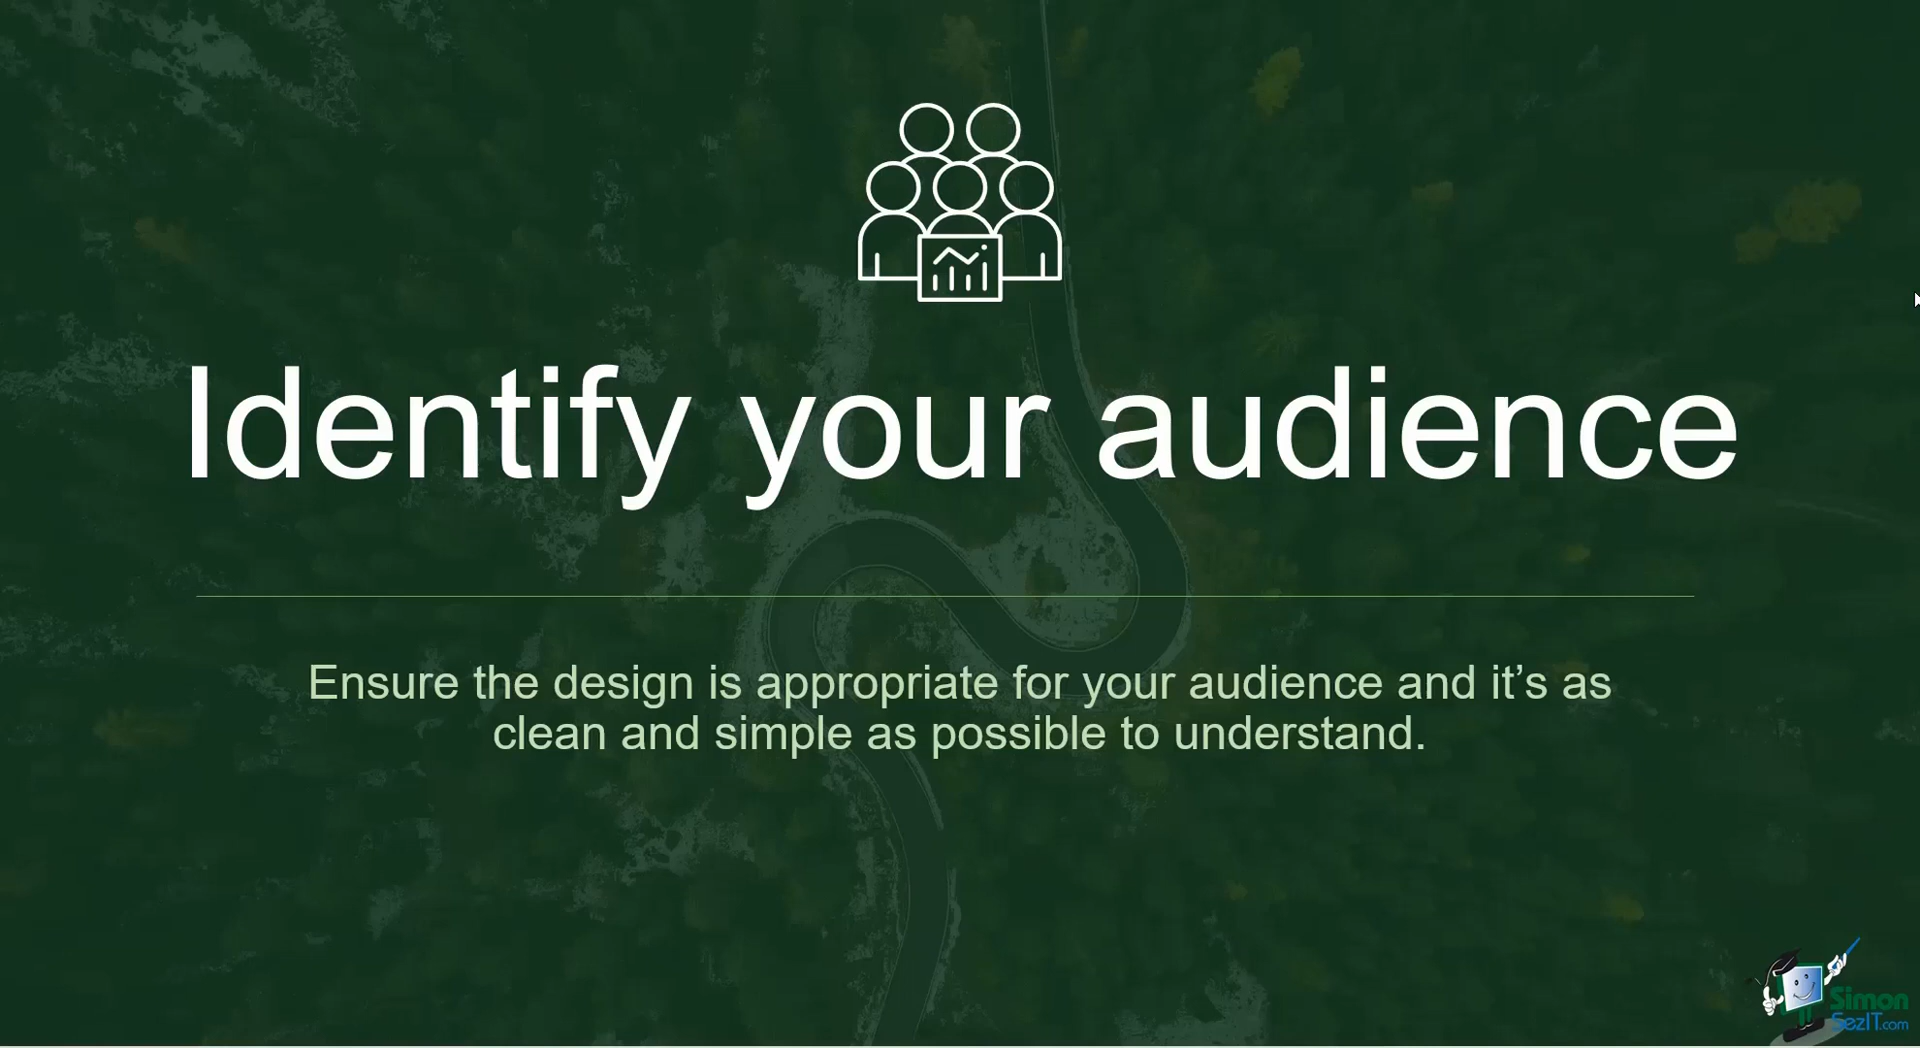 Identify your audience
Ensure the design is appropriate for your audience and it’s as
clean and simple as possible to understand.
Simon
SezIT.com